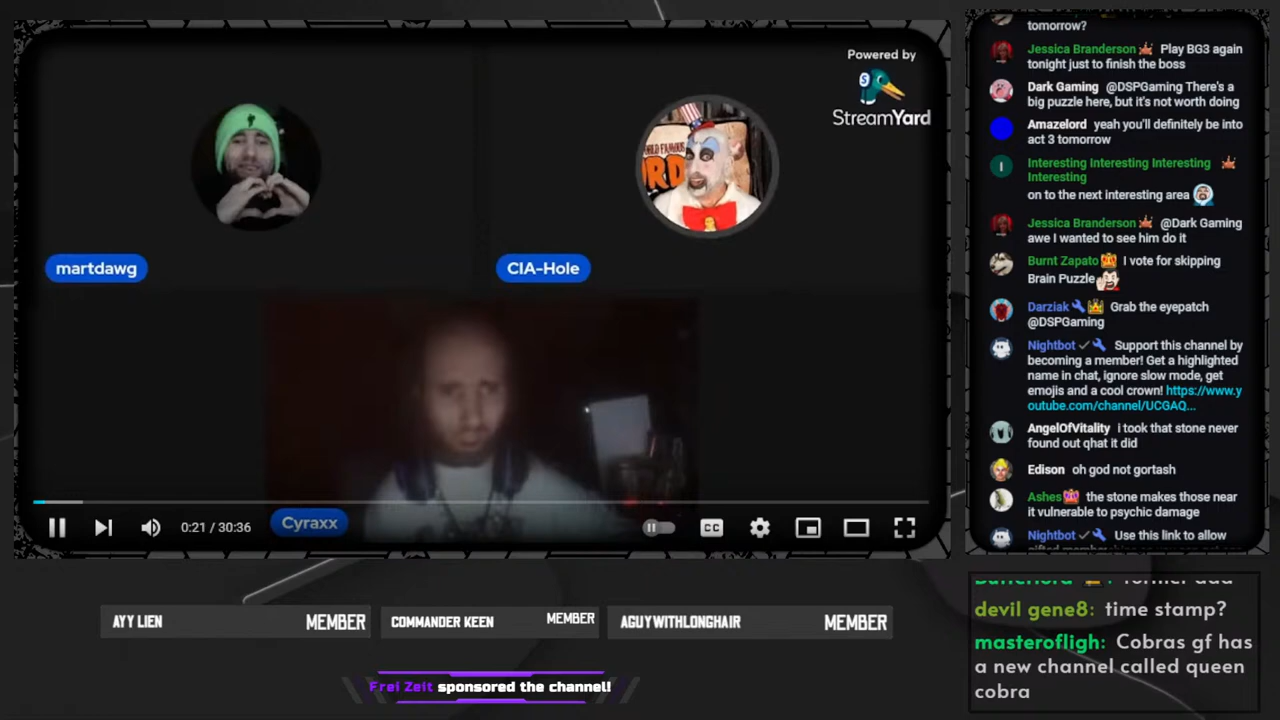 Powered by
StreamYard
martdawg
CIA-Hole
Cyraxx
0:21 / 30:36
CC
tomorrow?
Jessica Branderson Play BG3 again
tonight just to finish the boss
Dark Gaming @DSPGaming There's a
big puzzle here, but it's not worth doing
Amazelord yeah you'll definitely be into
act 3 tomorrow
Interesting Interesting Interesting
Interesting
on to the next interesting area
Jessica Branderson @Dark Gaming
awe I wanted to see him do it
Burnt Zapato I vote for skipping
Brain Puzzle
Darziak Grab the eyepatch
@DSPGaming
Nightbot Support this channel by
becoming a member! Get a highlighted
name in chat, ignore slow mode, get
emojis and a cool crown! https://www.y
outube.com/channel/UCGAQ...
AngelOfVitality i took that stone never
found out qhat it did
Edison oh god not gortash
Ashes the stone makes those near
it vulnerable to psychic damage
Nightbot Use this link to allow
devil gene8: time stamp?
masterofligh: Cobras gf has
a new channel called queen
cobra
AYY LIEN MEMBER
COMMANDER KEEN MEMBER
AGUYWITHLONGHAIR MEMBER
Frei Zeit sponsored the channel!